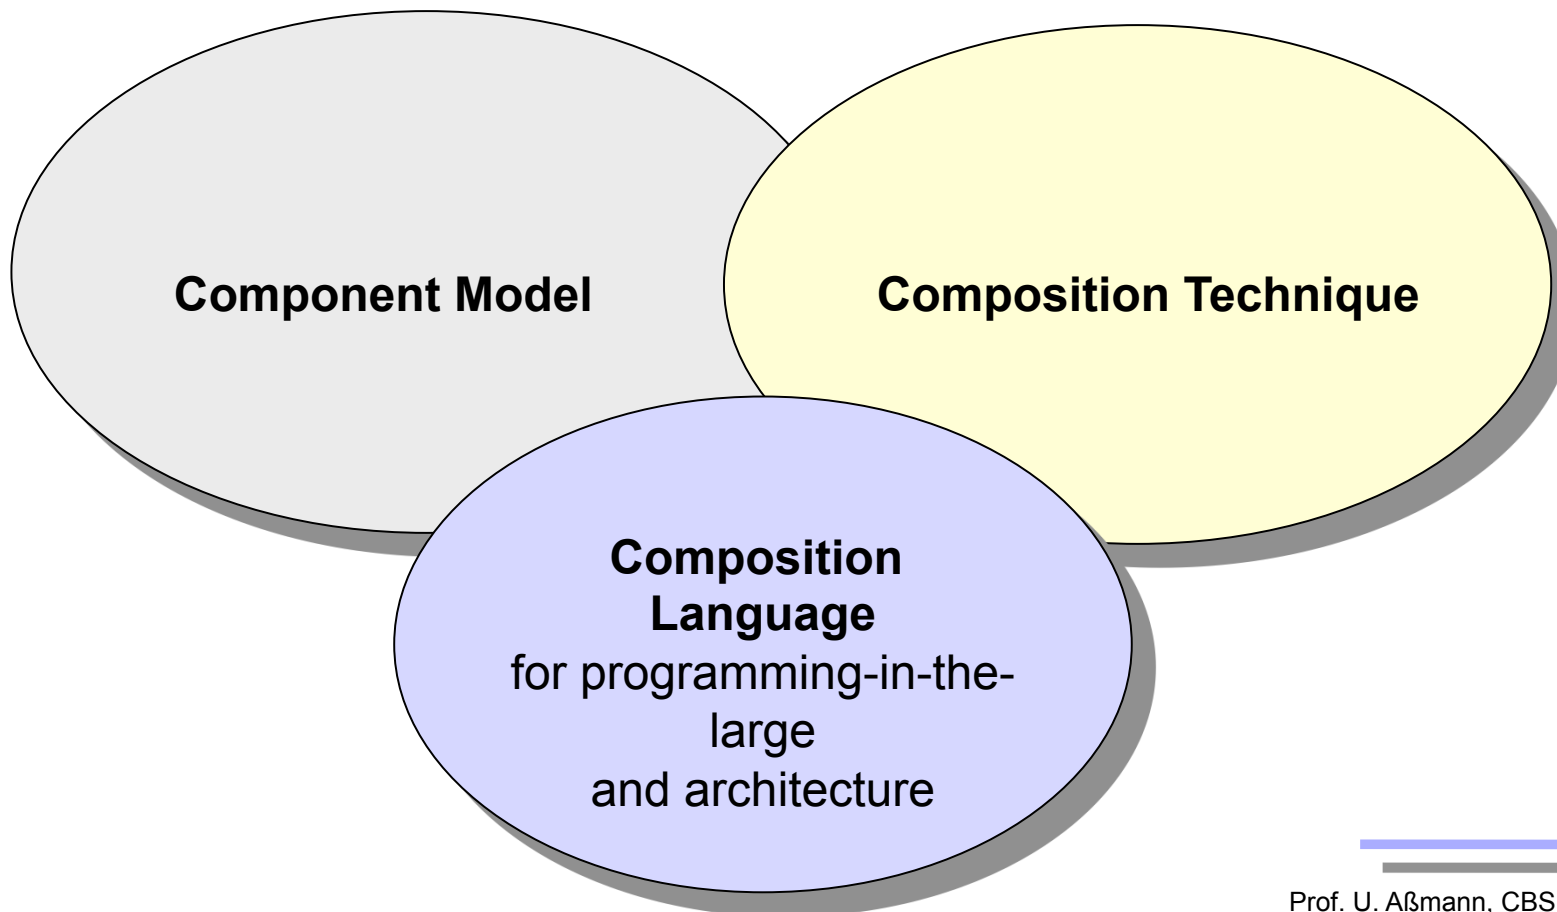 Component Model
Composition Technique
Composition
Language
for programming-in-the-
large
and architecture
Prof. U. Aßmann, CBS